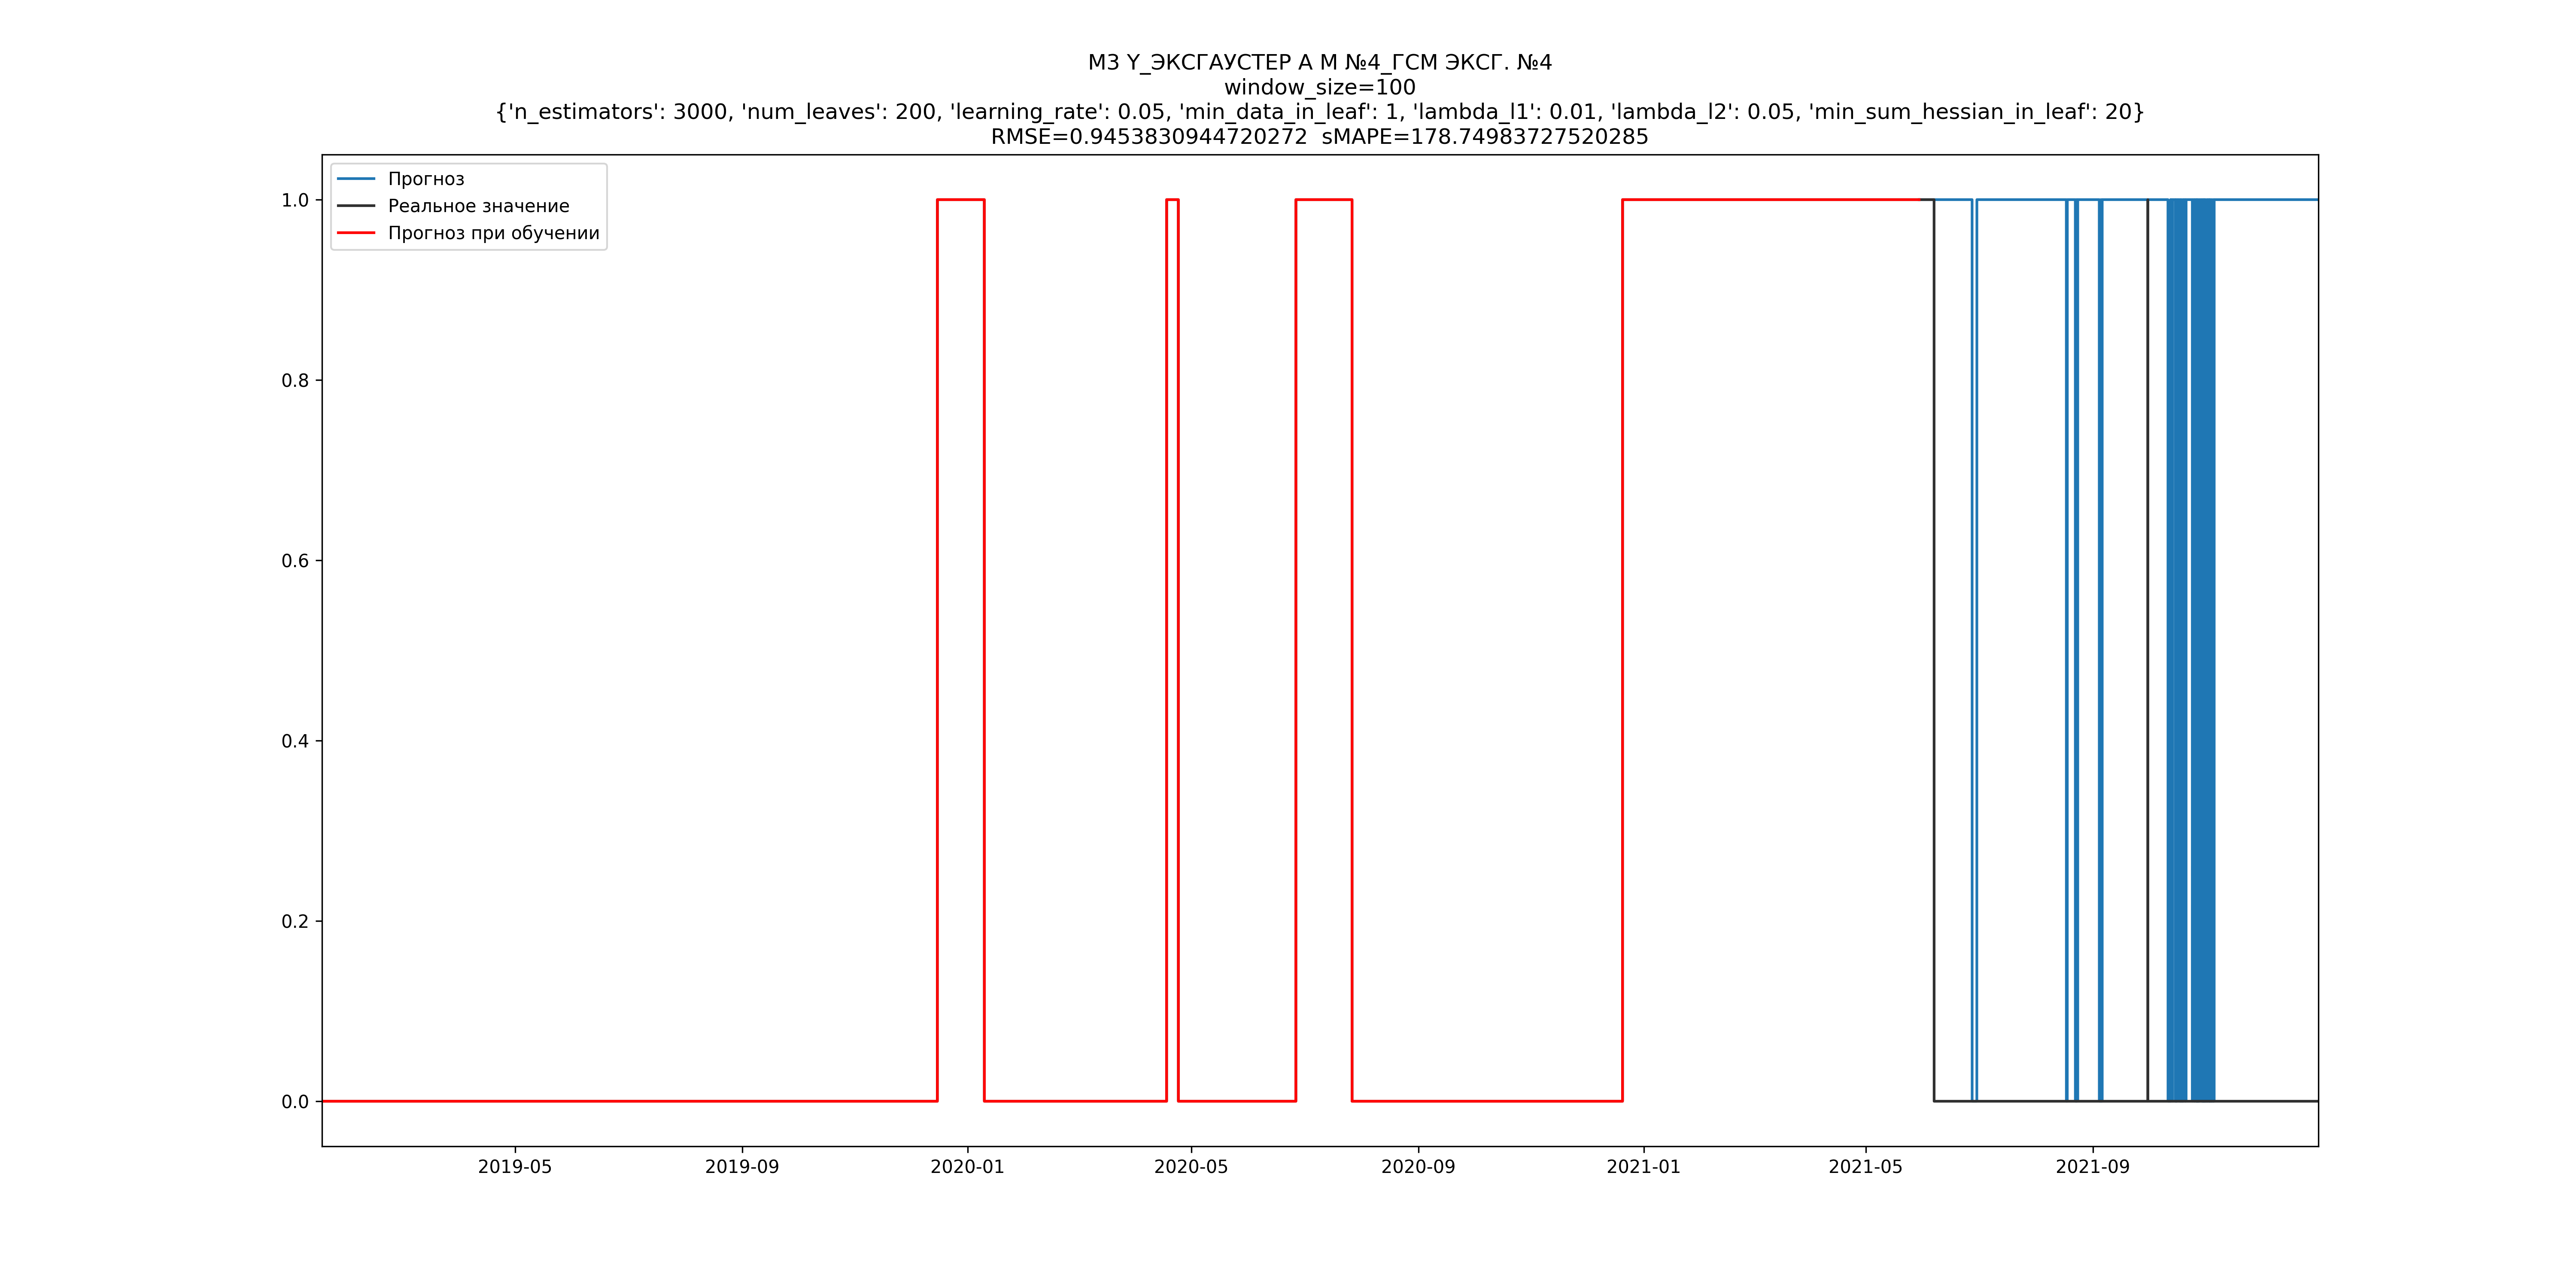 М3 Y_ЭКСГАУСТЕР А М №4_ГСМ ЭКСГ. №4
window_size=100
{'n_estimators': 3000, 'num_leaves': 200, 'learning_rate': 0.05, 'min_data_in_leaf': 1, 'lambda_l1': 0.01, 'lambda_l2': 0.05, 'min_sum_hessian_in_leaf': 20}
RMSE=0.9453830944720272  sMAPE=178.74983727520285
Прогноз
Реальное значение
Прогноз при обучении
1.0
0.8
0.6
0.4
0.2
0.0
2019-05
2019-09
2020-01
2020-05
2020-09
2021-01
2021-05
2021-09